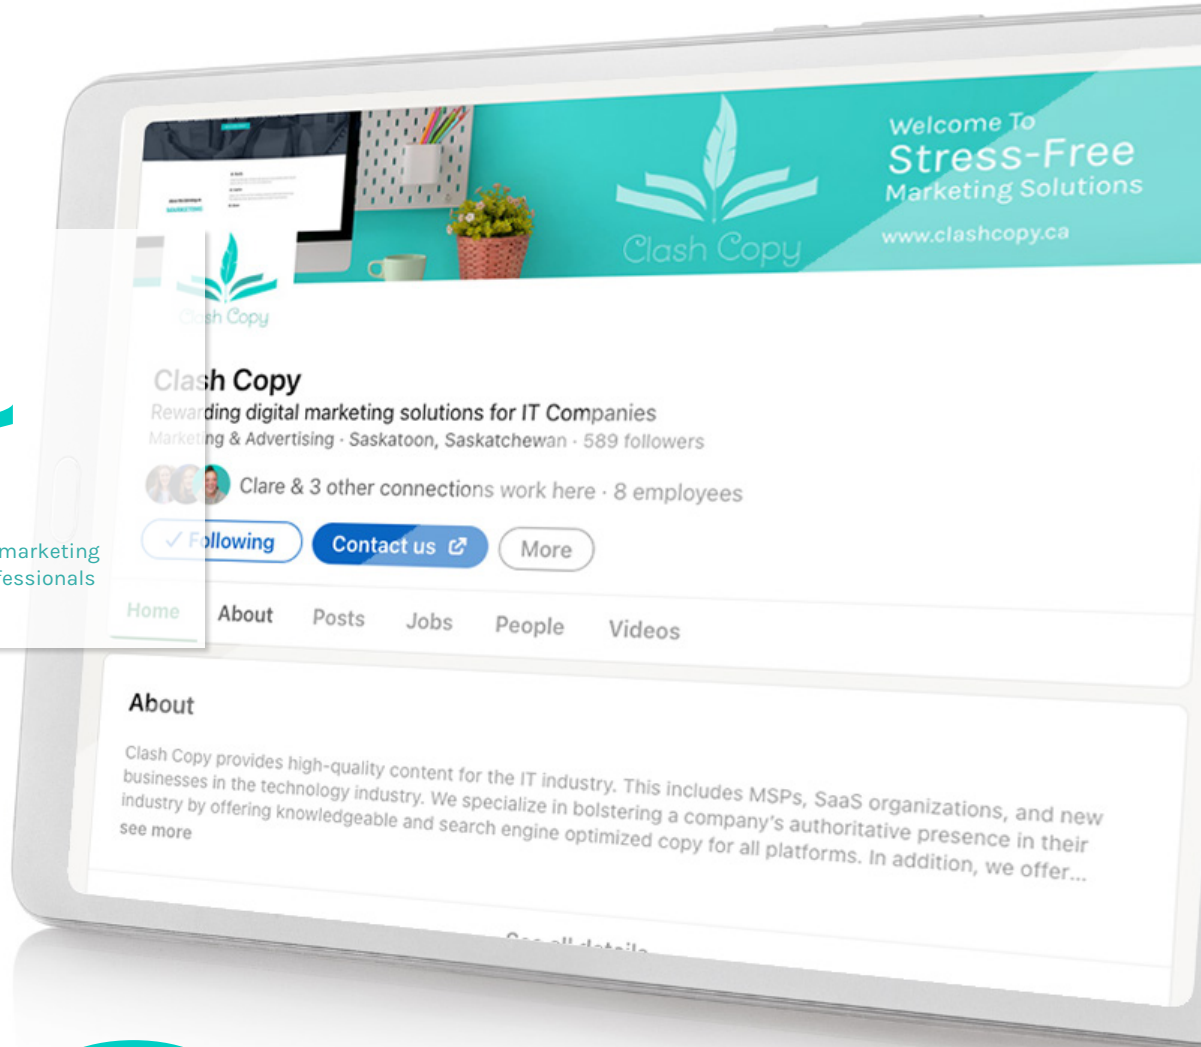 Welcome To
Stress-Free
Marketing Solutions
www.clashcopy.ca
Clash Copy
Clash Copy
Clash Copy
Rewarding digital marketing solutions for IT Companies
Marketing & Advertising · Saskatoon, Saskatchewan · 589 followers
Clare & 3 other connections work here · 8 employees
✓ Following
Contact us
More
marketing
fessionals
Home
About
Posts
Jobs
People
Videos
About
Clash Copy provides high-quality content for the IT industry. This includes MSPs, SaaS organizations, and new
businesses in the technology industry. We specialize in bolstering a company's authoritative presence in their
industry by offering knowledgeable and search engine optimized copy for all platforms. In addition, we offer...
see more
See all details